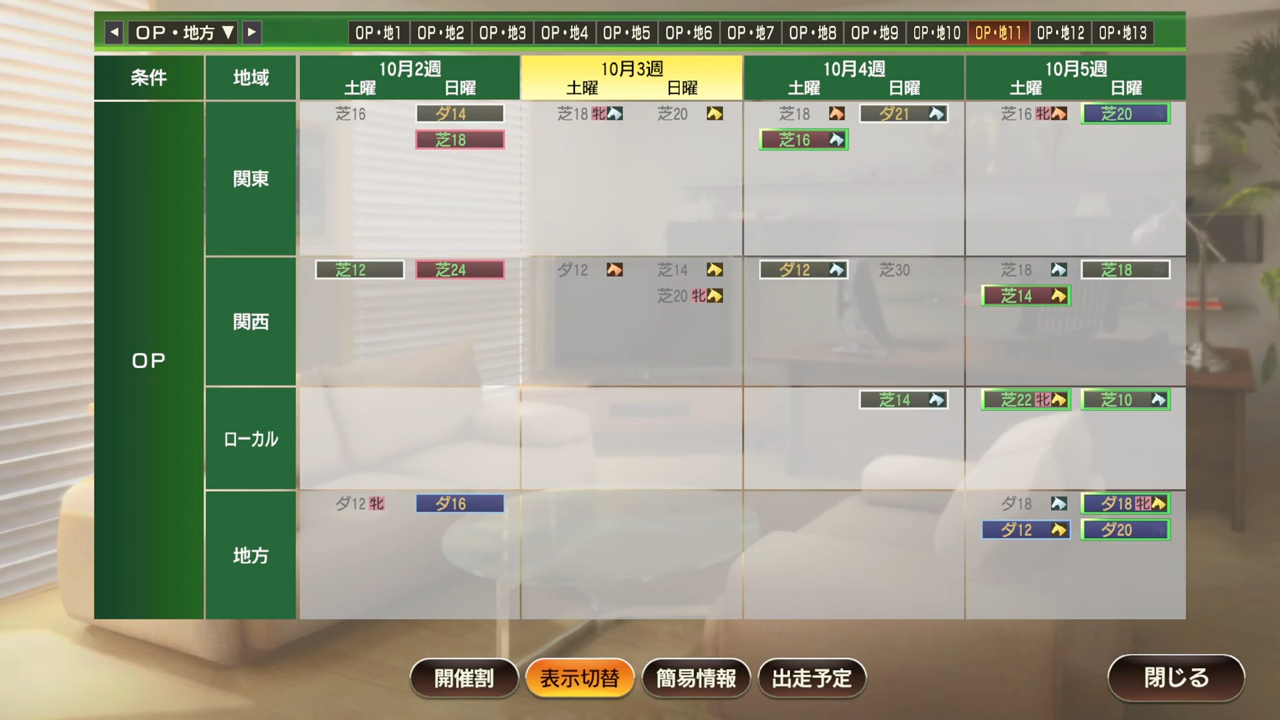 ◀ OP・地方▼ ▶ OP・地1 OP・地2 OP・地3 OP・地4 OP・地5 OP・地6 OP・地7 OP・地8 OP・地9 OP・地10 OP・地11 OP・地12 OP・地13
条件 地域 10月2週 10月3週 10月4週 10月5週
土曜 日曜 土曜 日曜 土曜 日曜 土曜 日曜
OP
関東
芝16 ダ14 芝18牝 芝20 芝18 ダ21 芝16牝 芝20
芝18 芝16
関西
芝12 芝24 ダ12 芝14 ダ12 芝30 芝18 芝18
芝20牝 芝14
ローカル
芝14 芝22牝 芝10
地方
ダ12牝 ダ16 ダ18 ダ18牝
ダ12 ダ20
開催割 表示切替 簡易情報 出走予定 閉じる